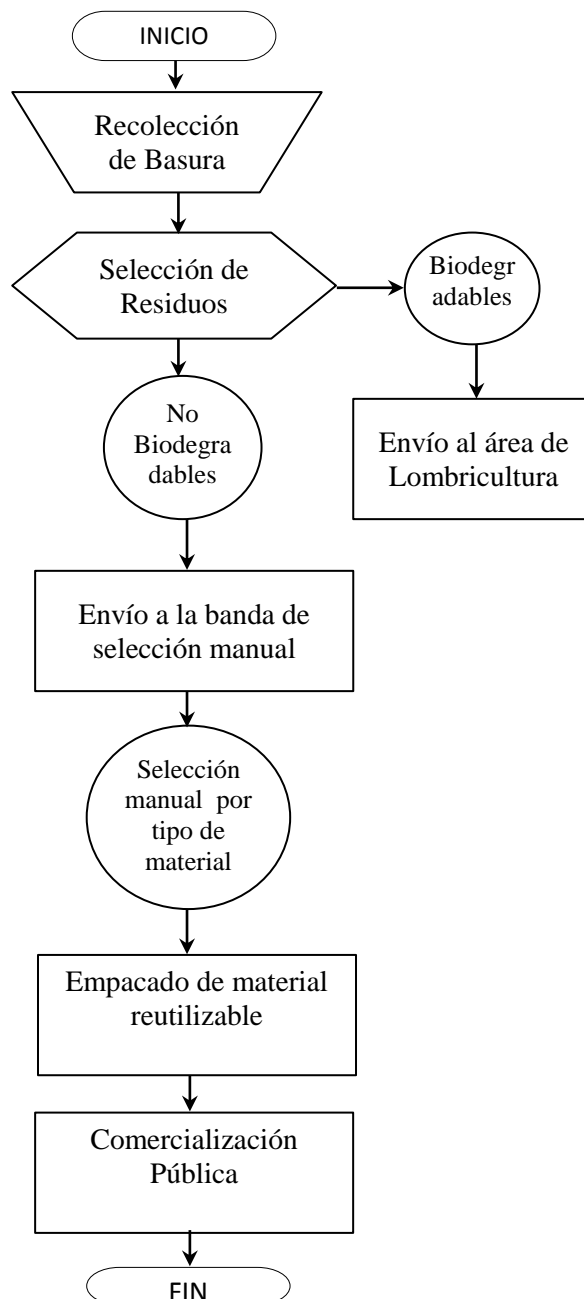 INICIO
Recolección
de Basura
Selección de
Residuos
Biodegr
adables
No
Biodegra
dables
Envío al área de
Lombricultura
Envío a la banda de
selección manual
Selección
manual por
tipo de
material
Empacado de material
reutilizable
Comercialización
Pública
FIN